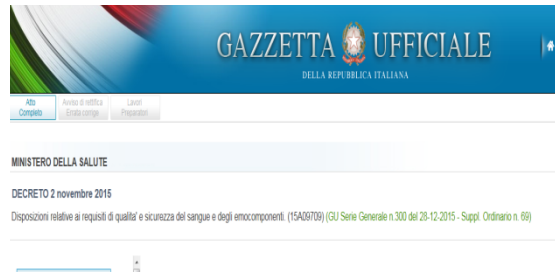 GAZZETTA UFFICIALE
DELLA REPUBBLICA ITALIANA
Atto Completo
Avviso di rettifica Errata corrige
Lavori Preparatori
MINISTERO DELLA SALUTE
DECRETO 2 novembre 2015
Disposizioni relative ai requisiti di qualita' e sicurezza del sangue e degli emocomponenti. (15A09709) (GU Serie Generale n.300 del 28-12-2015 - Suppl. Ordinario n. 69)